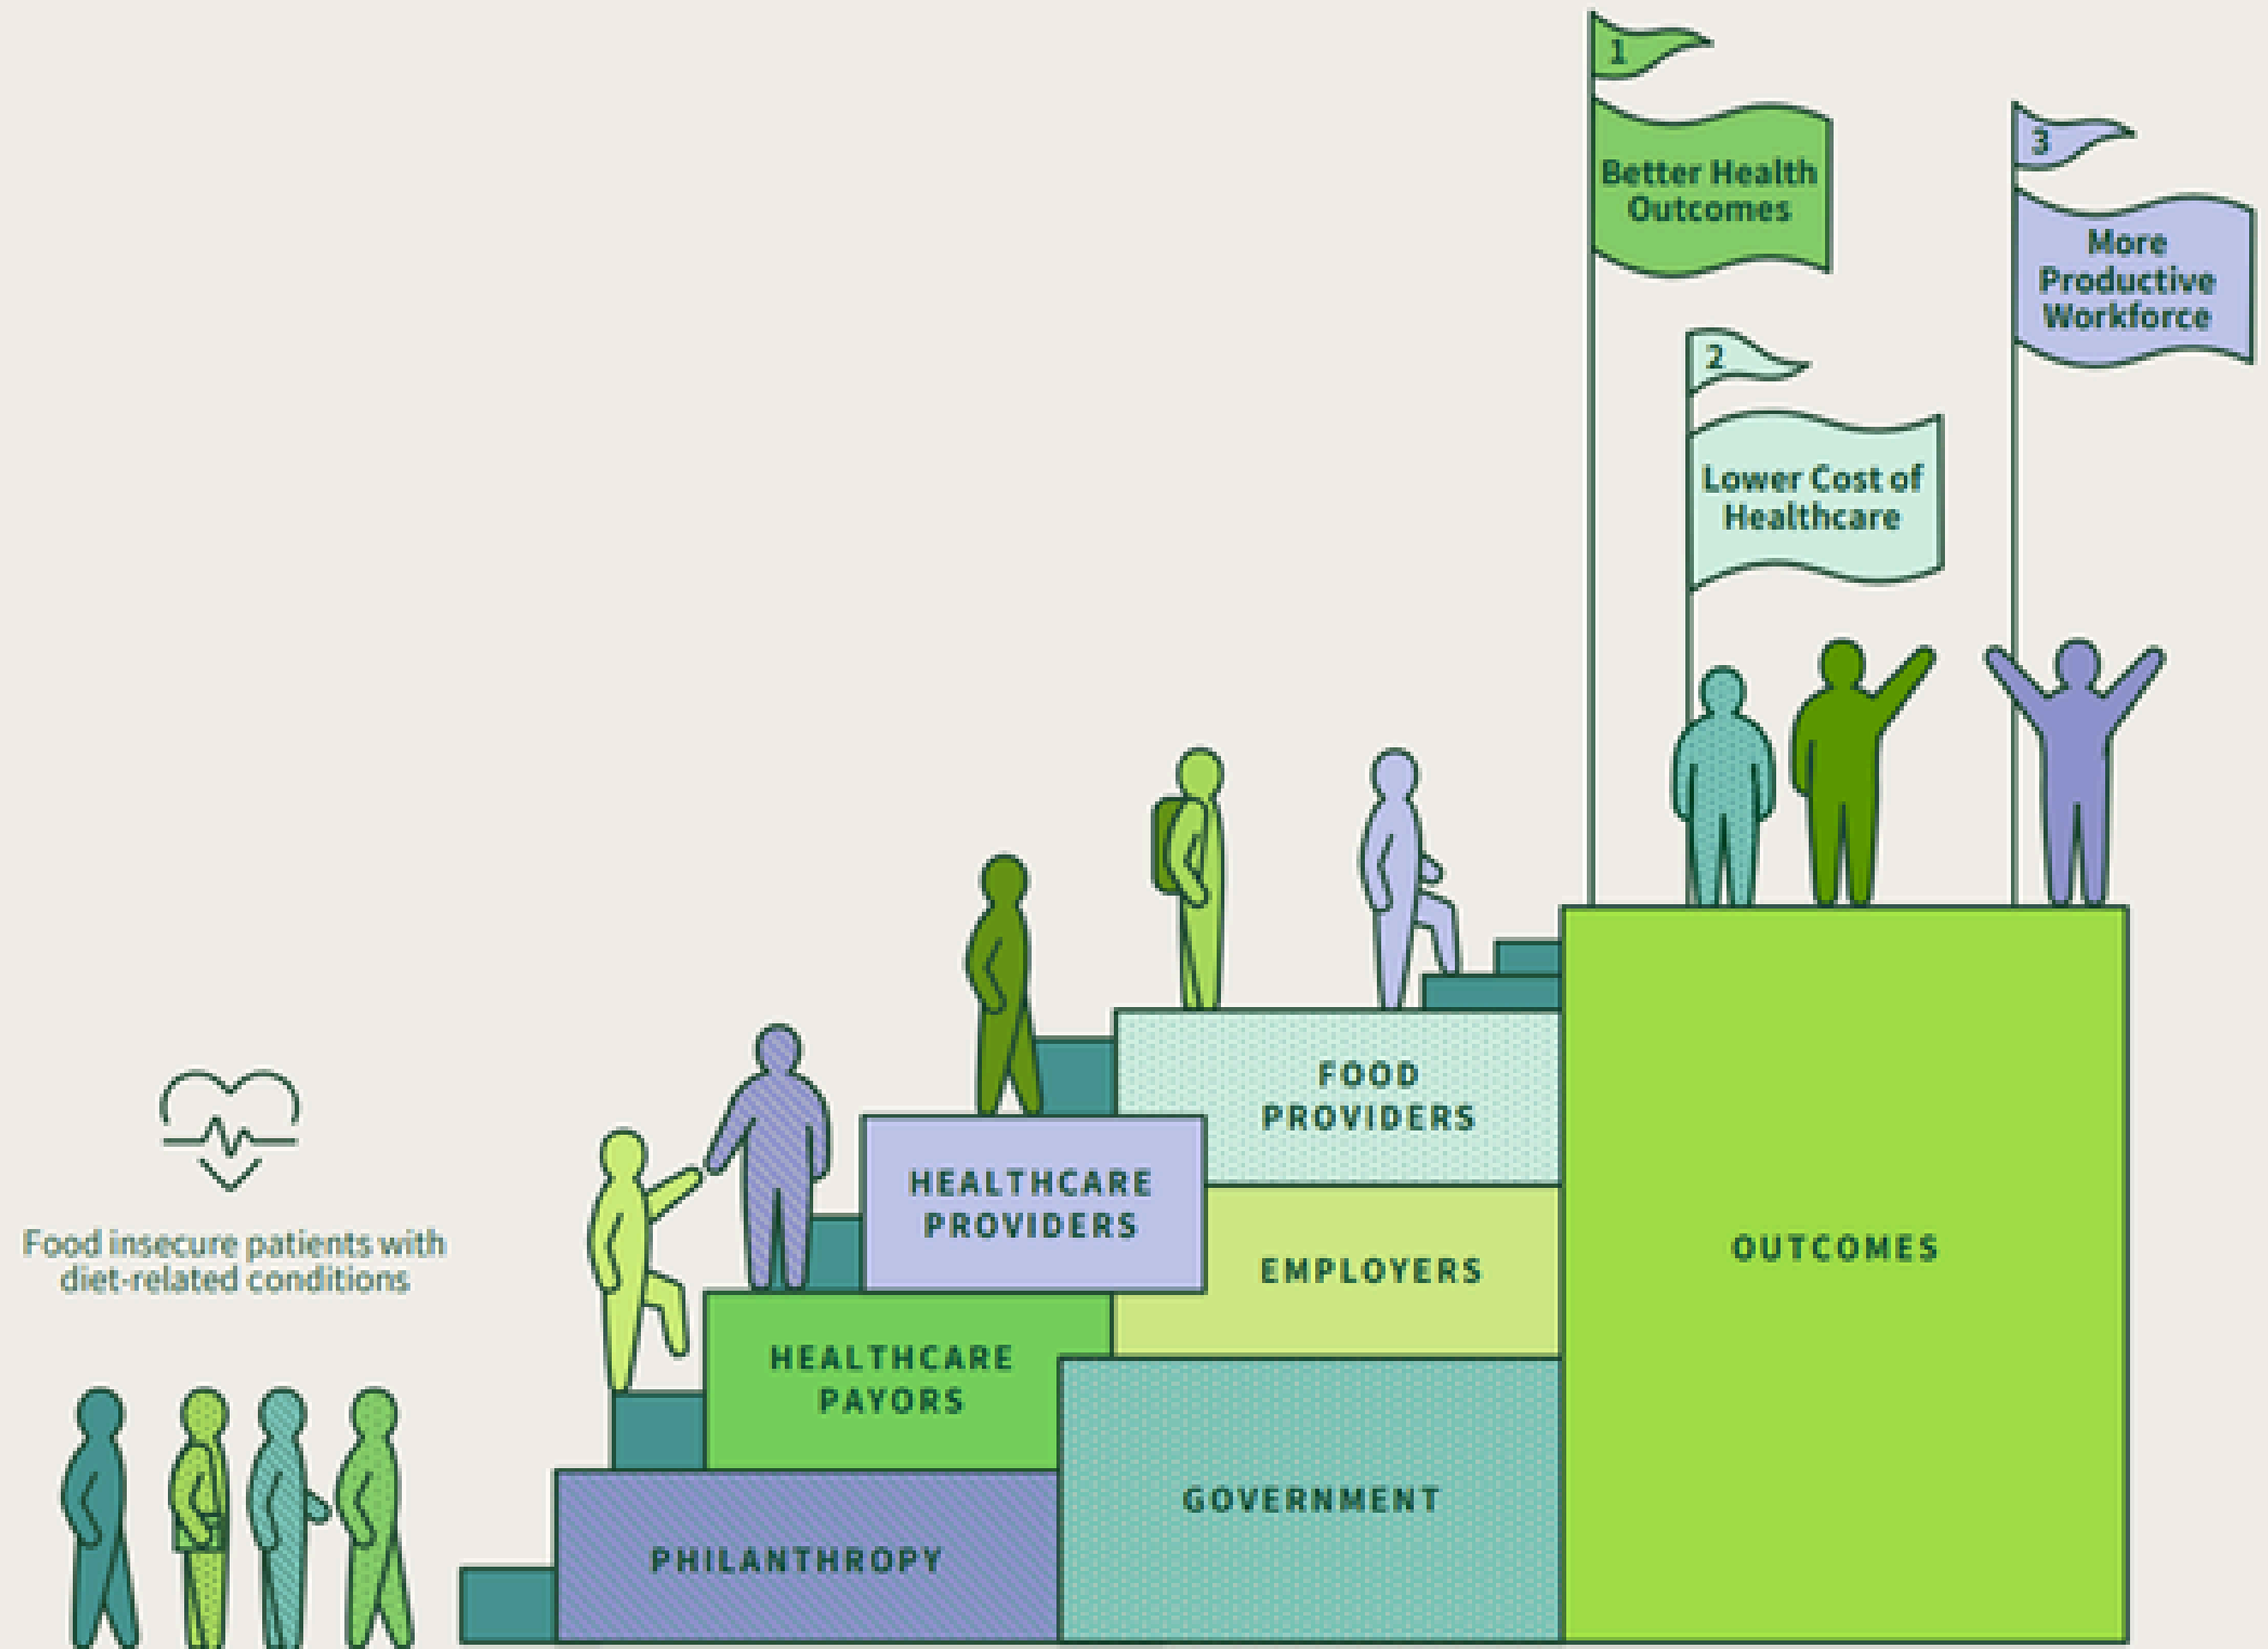 1
Better Health
Outcomes
3
More
Productive
Workforce
2
Lower Cost of
Healthcare
Food insecure patients with
diet-related conditions
FOOD
PROVIDERS
HEALTHCARE
PROVIDERS
EMPLOYERS
OUTCOMES
HEALTHCARE
PAYORS
GOVERNMENT
PHILANTHROPY